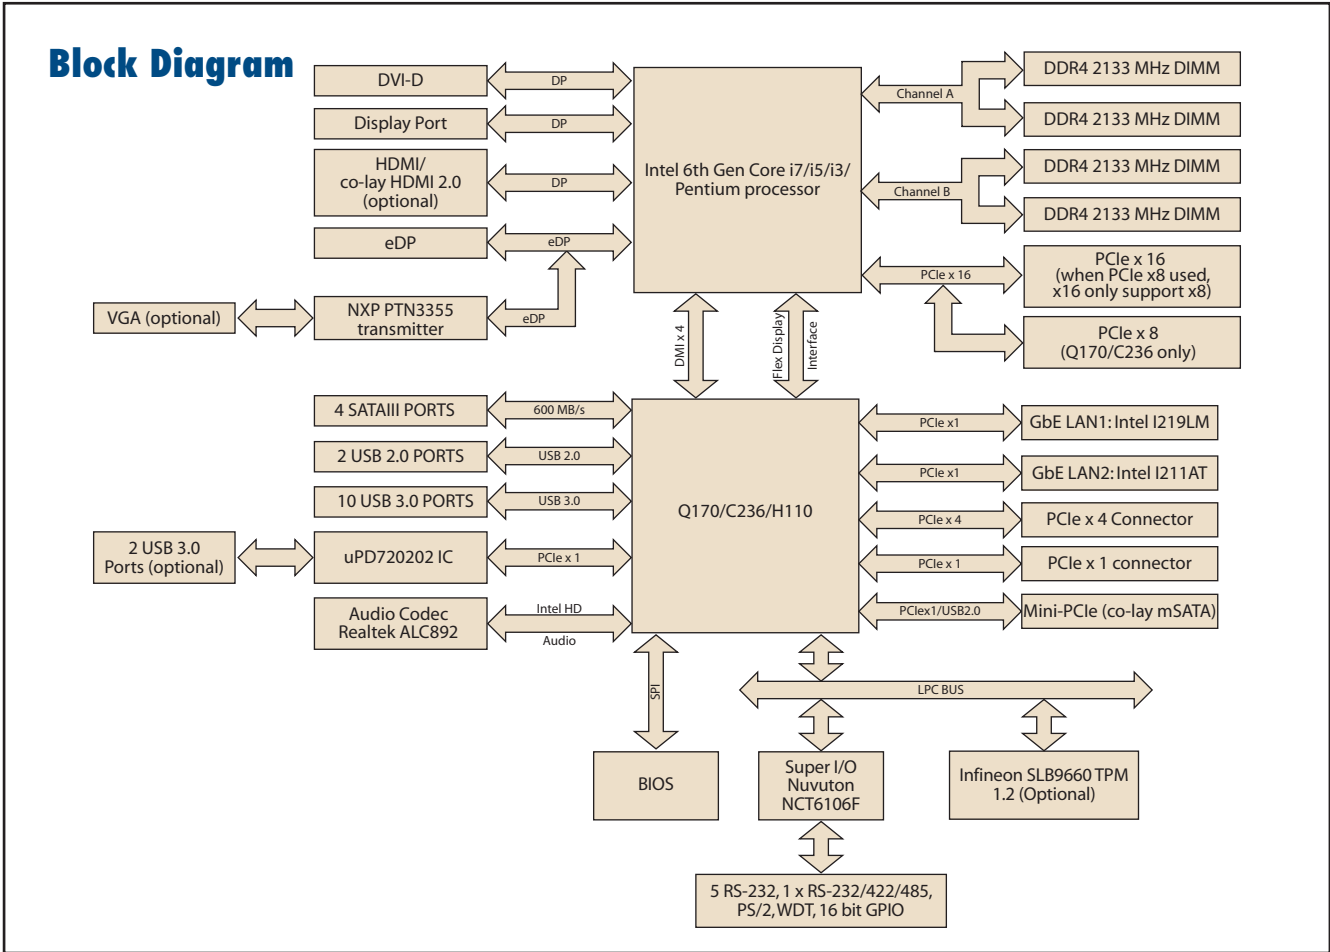 Block Diagram
DVI-D
DP
Display Port
DP
HDMI/
co-lay HDMI 2.0
(optional)
DP
eDP
eDP
VGA (optional)
NXP PTN3355
transmitter
eDP
Intel 6th Gen Core i7/i5/i3/
Pentium processor
Channel A
DDR4 2133 MHz DIMM
DDR4 2133 MHz DIMM
Channel B
DDR4 2133 MHz DIMM
DDR4 2133 MHz DIMM
PCIe x 16
PCIe x 16
(when PCIe x8 used,
x16 only support x8)
PCIe x 8
(Q170/C236 only)
DMI x 4
Flex Display
Interface
4 SATAIII PORTS
600 MB/s
2 USB 2.0 PORTS
USB 2.0
10 USB 3.0 PORTS
USB 3.0
2 USB 3.0
Ports (optional)
uPD720202 IC
PCIe x 1
Audio Codec
Realtek ALC892
Intel HD
Audio
Q170/C236/H110
PCIe x1
GbE LAN1: Intel I219LM
PCIe x1
GbE LAN2: Intel I211AT
PCIe x 4
PCIe x 4 Connector
PCIe x 1
PCIe x 1 connector
PCIex1/USB2.0
Mini-PCIe (co-lay mSATA)
SPI
LPC BUS
BIOS
Super I/O
Nuvuton
NCT6106F
Infineon SLB9660 TPM
1.2 (Optional)
5 RS-232, 1 x RS-232/422/485,
PS/2, WDT, 16 bit GPIO